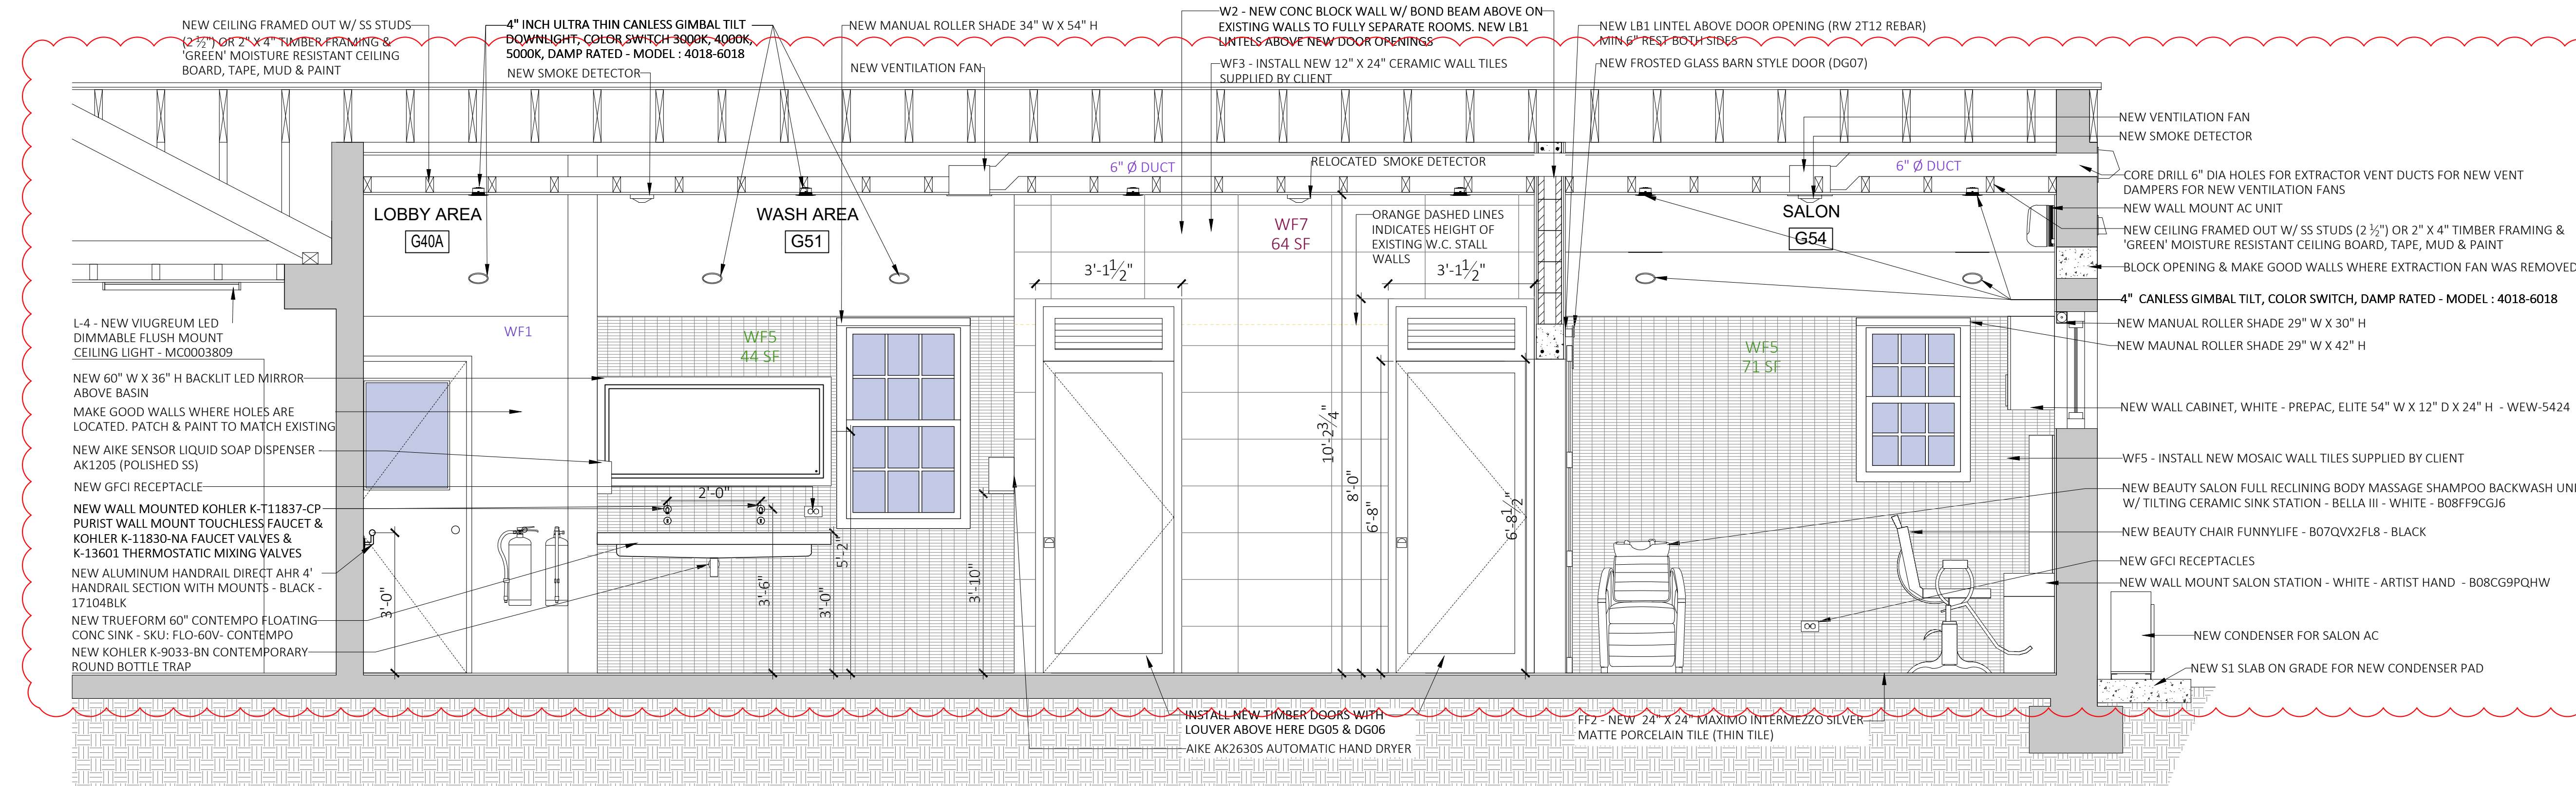 NEW CEILING FRAMED OUT W/ SS STUDS
(2 ½") OR 2" X 4" TIMBER FRAMING &
'GREEN' MOISTURE RESISTANT CEILING
BOARD, TAPE, MUD & PAINT
4" INCH ULTRA THIN CANLESS GIMBAL TILT
DOWNLIGHT, COLOR SWITCH 3000K, 4000K,
5000K, DAMP RATED - MODEL : 4018-6018
NEW SMOKE DETECTOR
NEW MANUAL ROLLER SHADE 34" W X 54" H
NEW VENTILATION FAN
W2 - NEW CONC BLOCK WALL W/ BOND BEAM ABOVE ON
EXISTING WALLS TO FULLY SEPARATE ROOMS. NEW LB1
LINTELS ABOVE NEW DOOR OPENINGS
WF3 - INSTALL NEW 12" X 24" CERAMIC WALL TILES
SUPPLIED BY CLIENT
NEW LB1 LINTEL ABOVE DOOR OPENING (RW 2T12 REBAR)
MIN 6" REST BOTH SIDES
NEW FROSTED GLASS BARN STYLE DOOR (DG07)
NEW VENTILATION FAN
NEW SMOKE DETECTOR
CORE DRILL 6" DIA HOLES FOR EXTRACTOR VENT DUCTS FOR NEW VENT
DAMPERS FOR NEW VENTILATION FANS
NEW WALL MOUNT AC UNIT
NEW CEILING FRAMED OUT W/ SS STUDS (2 ½") OR 2" X 4" TIMBER FRAMING &
'GREEN' MOISTURE RESISTANT CEILING BOARD, TAPE, MUD & PAINT
BLOCK OPENING & MAKE GOOD WALLS WHERE EXTRACTION FAN WAS REMOVED
4"  CANLESS GIMBAL TILT, COLOR SWITCH, DAMP RATED - MODEL : 4018-6018
NEW MANUAL ROLLER SHADE 29" W X 30" H
NEW MAUNAL ROLLER SHADE 29" W X 42" H
NEW WALL CABINET, WHITE - PREPAC, ELITE 54" W X 12" D X 24" H  - WEW-5424
WF5 - INSTALL NEW MOSAIC WALL TILES SUPPLIED BY CLIENT
NEW BEAUTY SALON FULL RECLINING BODY MASSAGE SHAMPOO BACKWASH UNI
W/ TILTING CERAMIC SINK STATION - BELLA III - WHITE - B08FF9CGJ6
NEW BEAUTY CHAIR FUNNYLIFE - B07QVX2FL8 - BLACK
NEW GFCI RECEPTACLES
NEW WALL MOUNT SALON STATION - WHITE - ARTIST HAND  - B08CG9PQHW
NEW CONDENSER FOR SALON AC
NEW S1 SLAB ON GRADE FOR NEW CONDENSER PAD
6" Ø DUCT
RELOCATED  SMOKE DETECTOR
6" Ø DUCT
LOBBY AREA
G40A
WASH AREA
G51
WF7
64 SF
ORANGE DASHED LINES
INDICATES HEIGHT OF
EXISTING W.C. STALL
WALLS
SALON
G54
3'-1½"
3'-1½"
L-4 - NEW VIUGREUM LED
DIMMABLE FLUSH MOUNT
CEILING LIGHT - MC0003809
NEW 60" W X 36" H BACKLIT LED MIRROR
ABOVE BASIN
MAKE GOOD WALLS WHERE HOLES ARE
LOCATED. PATCH & PAINT TO MATCH EXISTING
NEW AIKE SENSOR LIQUID SOAP DISPENSER
AK1205 (POLISHED SS)
NEW GFCI RECEPTACLE
NEW WALL MOUNTED KOHLER K-T11837-CP
PURIST WALL MOUNT TOUCHLESS FAUCET &
KOHLER K-11830-NA FAUCET VALVES &
K-13601 THERMOSTATIC MIXING VALVES
NEW ALUMINUM HANDRAIL DIRECT AHR 4'
HANDRAIL SECTION WITH MOUNTS - BLACK -
17104BLK
NEW TRUEFORM 60" CONTEMPO FLOATING
CONC SINK - SKU: FLO-60V- CONTEMPO
NEW KOHLER K-9033-BN CONTEMPORARY
ROUND BOTTLE TRAP
WF1
WF5
44 SF
WF5
71 SF
2'-0"
3'-0"
3'-6"
3'-0"
5'-2"
3'-10"
10'-2¾"
8'-0"
6'-8"
6'-8½"
INSTALL NEW TIMBER DOORS WITH
LOUVER ABOVE HERE DG05 & DG06
AIKE AK2630S AUTOMATIC HAND DRYER
FF2 - NEW  24" X 24" MAXIMO INTERMEZZO SILVER
MATTE PORCELAIN TILE (THIN TILE)